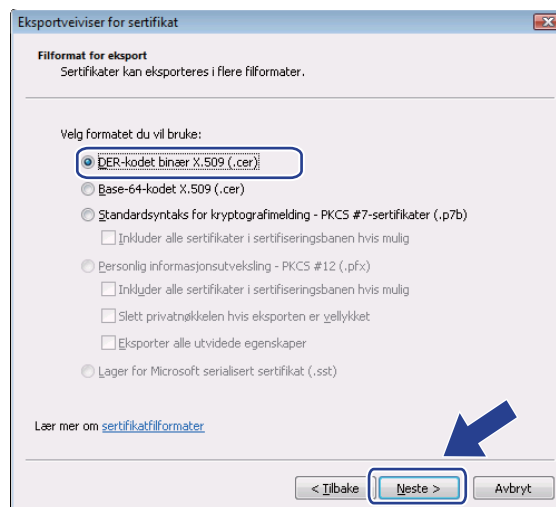 Eksportveiviser for sertifikat
Filformat for eksport
Sertifikater kan eksporteres i flere filformater.
Velg formatet du vil bruke:
DER-kodet binær X.509 (.cer)
Base-64-kodet X.509 (.cer)
Standardsyntaks for kryptografimelding - PKCS #7-sertifikater (.p7b)
Inkluder alle sertifikater i sertifiseringsbanen hvis mulig
Personlig informasjonsutveksling - PKCS #12 (.pfx)
Inkluder alle sertifikater i sertifiseringsbanen hvis mulig
Slett privatnøkkelen hvis eksporten er vellykket
Eksporter alle utvidede egenskaper
Lager for Microsoft serialisert sertifikat (.sst)
Lær mer om sertifikatfilformater
< Tilbake Neste > Avbryt